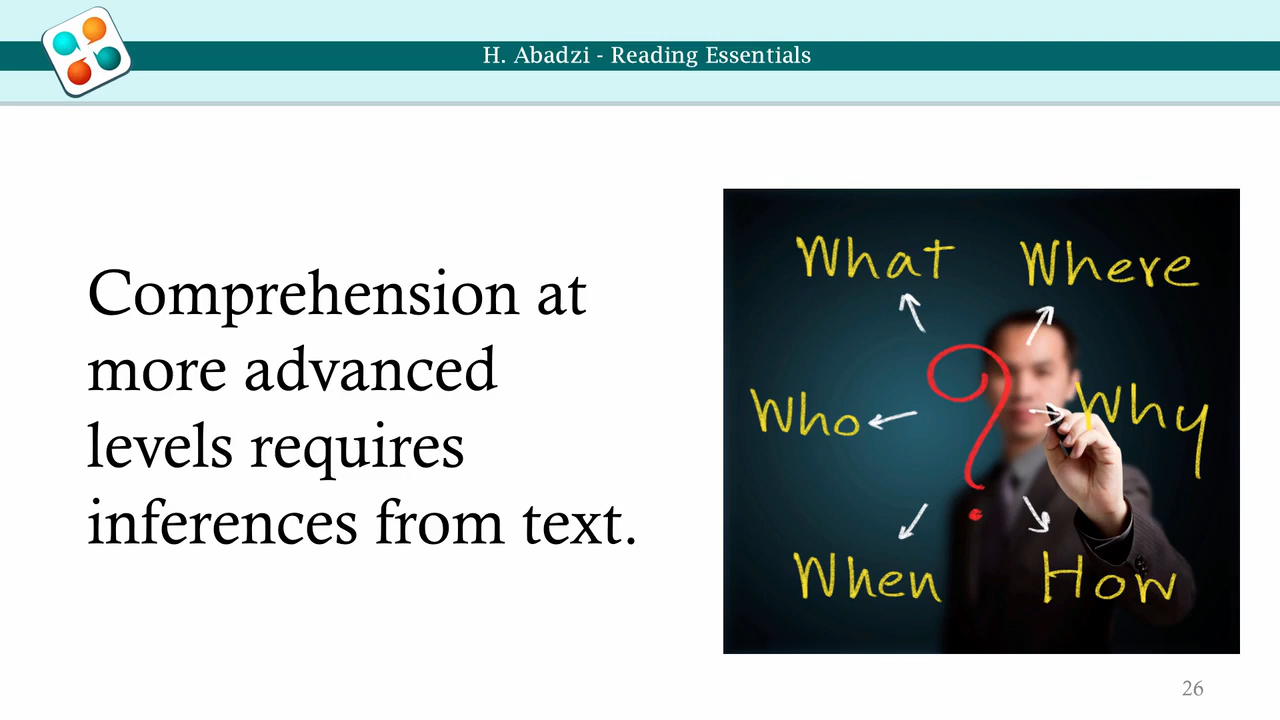 H. Abadzi - Reading Essentials
Comprehension at
more advanced
levels requires
inferences from text.
What
Where
?
Who
Why
When
How
26